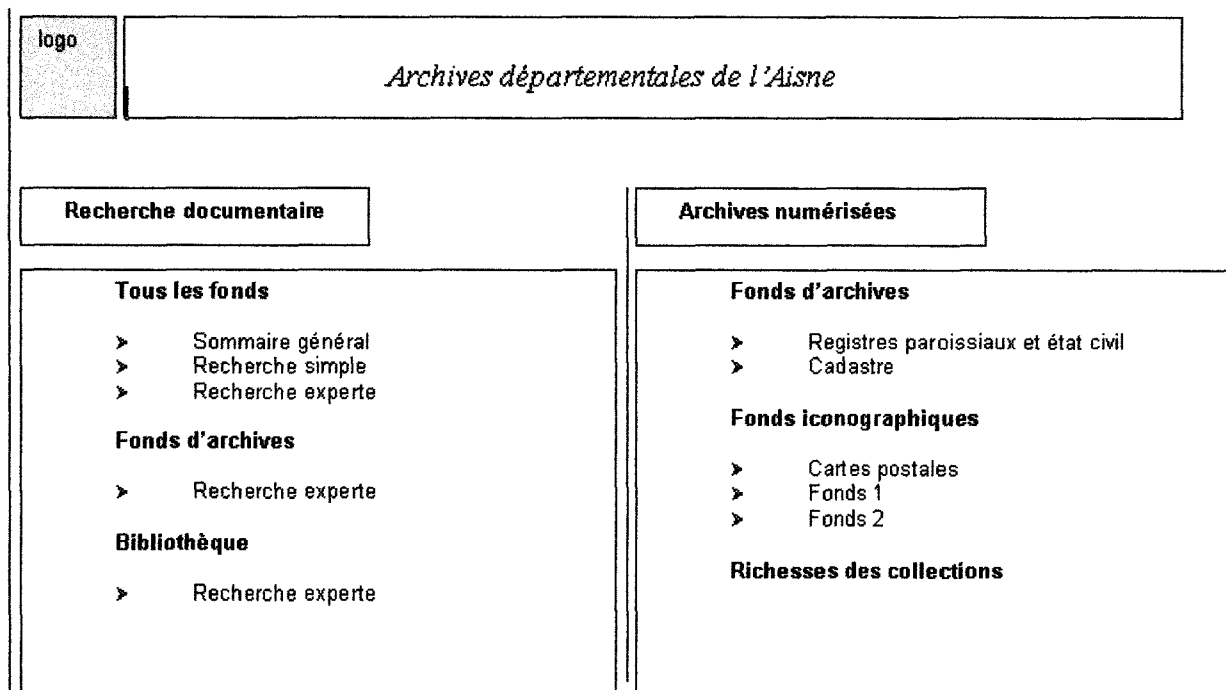 logo
Archives départementales de l'Aisne
Recherche documentaire
Tous les fonds
➢ Sommaire général
➢ Recherche simple
➢ Recherche experte
Fonds d'archives
➢ Recherche experte
Bibliothèque
➢ Recherche experte
Archives numérisées
Fonds d'archives
➢ Registres paroissiaux et état civil
➢ Cadastre
Fonds iconographiques
➢ Cartes postales
➢ Fonds 1
➢ Fonds 2
Richesses des collections